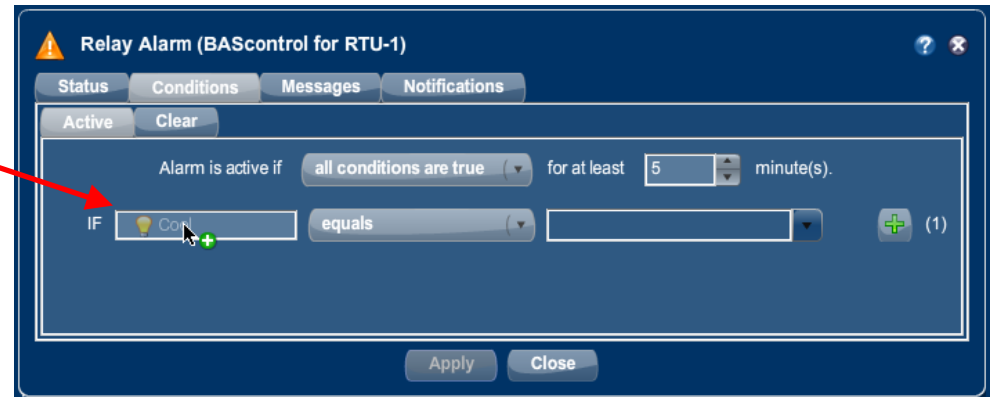 Relay Alarm (BAScontrol for RTU-1) ?
Status Conditions Messages Notifications
Active Clear
Alarm is active if all conditions are true for at least 5 minute(s).
IF Cool equals (1)
Apply Close